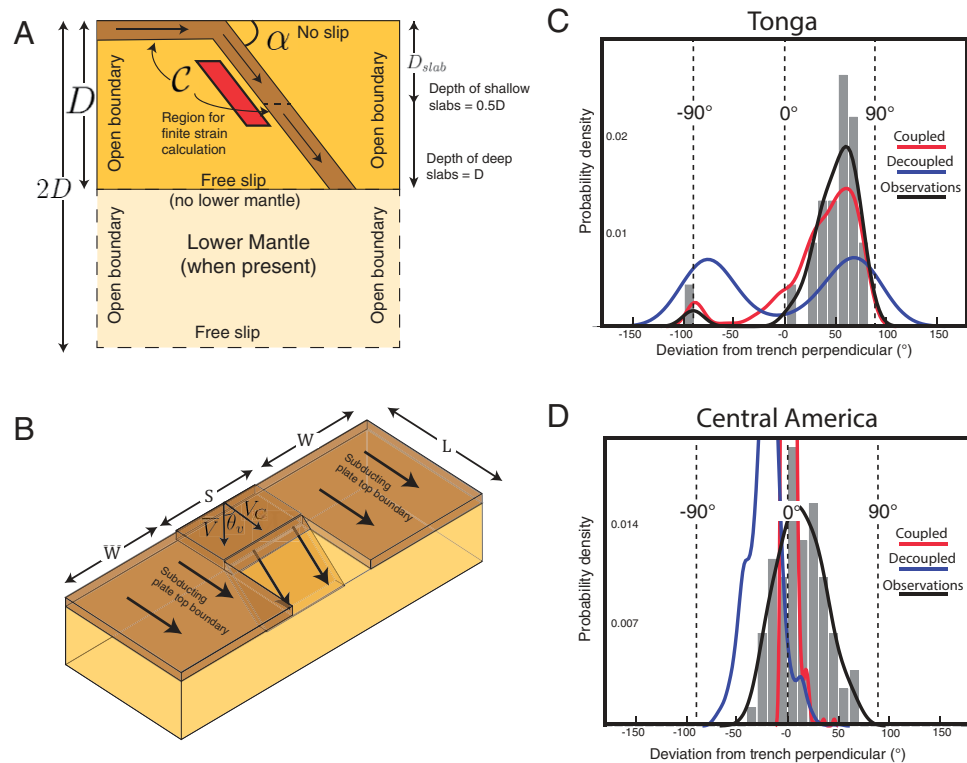 A
α
No slip
D
2D
C
D_slab
Open boundary
Open boundary
Region for
finite strain
calculation
Depth of shallow
slabs = 0.5D
Depth of deep
slabs = D
Free slip
(no lower mantle)
Open boundary
Open boundary
Lower Mantle
(when present)
Free slip
B
W
L
S
W̅
V̅
θ_v
V_C
Subducting
plate top boundary
Subducting
plate top boundary
C
Tonga
Probability density
0.02
0.01
-90°
0°
90°
Coupled
Decoupled
Observations
-150
-100
-50
0
50
100
150
Deviation from trench perpendicular (°)
D
Central America
Probability density
0.014
0.007
-90°
0°
90°
Coupled
Decoupled
Observations
-150
-100
-50
-0
50
100
150
Deviation from trench perpendicular (°)